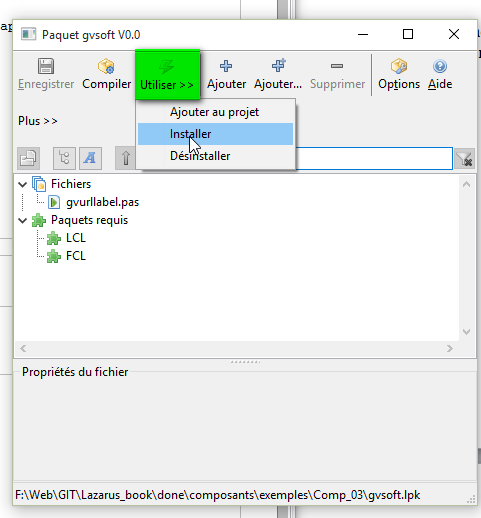 Paquet gvsoft V0.0
Enregistrer Compiler Utiliser >> Ajouter Ajouter... Supprimer Options Aide
Plus >>
Ajouter au projet
Installer
Désinstaller
Fichiers
gvurllabel.pas
Paquets requis
LCL
FCL
Propriétés du fichier
F:\Web\GIT\Lazarus_book\done\composants\exemples\Comp_03\gvsoft.lpk